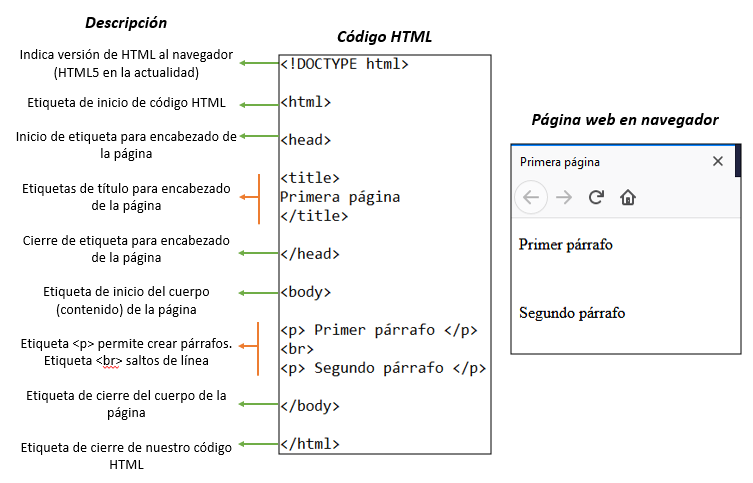 Descripción
Indica versión de HTML al navegador
(HTML5 en la actualidad)
Etiqueta de inicio de código HTML
Inicio de etiqueta para encabezado de
la página
Etiquetas de título para encabezado
de la página
Cierre de etiqueta para encabezado
de la página
Etiqueta de inicio del cuerpo
(contenido) de la página
Etiqueta <p> permite crear párrafos.
Etiqueta <br> saltos de línea
Etiqueta de cierre del cuerpo de la
página
Etiqueta de cierre de nuestro código
HTML
Código HTML
<!DOCTYPE html>
<html>
<head>
<title>
Primera página
</title>
</head>
<body>
<p> Primer párrafo </p>
<br>
<p> Segundo párrafo </p>
</body>
</html>
Página web en navegador
Primera página
Primer párrafo
Segundo párrafo